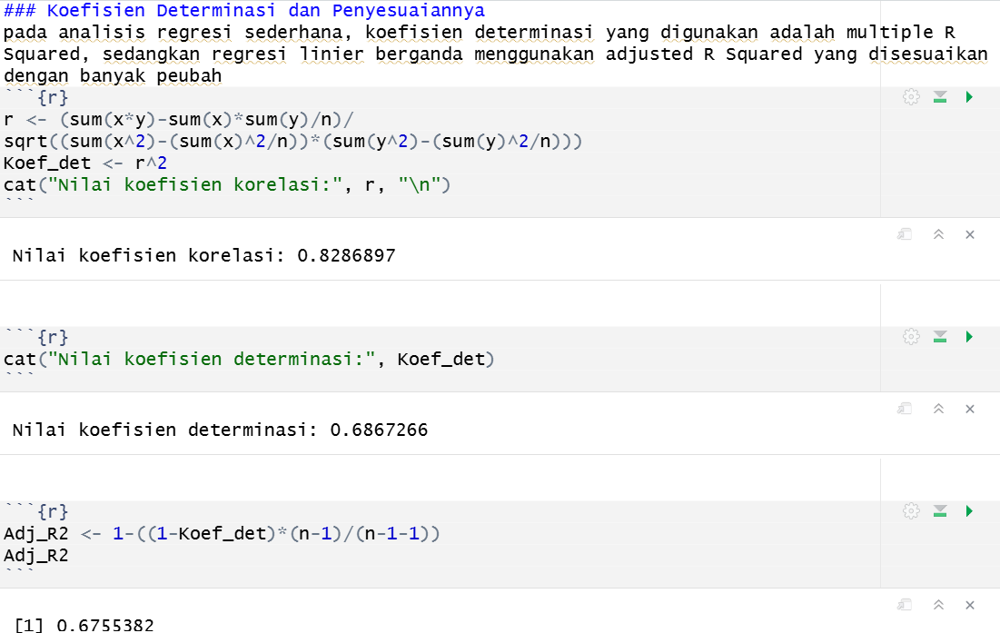 ### Koefisien Determinasi dan Penyesuaiannya
pada analisis regresi sederhana, koefisien determinasi yang digunakan adalah multiple R
Squared, sedangkan regresi linier berganda menggunakan adjusted R Squared yang disesuaikan
dengan banyak peubah
```{r}
r <- (sum(x*y)-sum(x)*sum(y)/n)/
sqrt((sum(x^2)-(sum(x)^2/n))*(sum(y^2)-(sum(y)^2/n)))
Koef_det <- r^2
cat("Nilai koefisien korelasi:", r, "\n")
```
Nilai koefisien korelasi: 0.8286897
```{r}
cat("Nilai koefisien determinasi:", Koef_det)
```
Nilai koefisien determinasi: 0.6867266
```{r}
Adj_R2 <- 1-((1-Koef_det)*(n-1)/(n-1-1))
Adj_R2
```
[1] 0.6755382